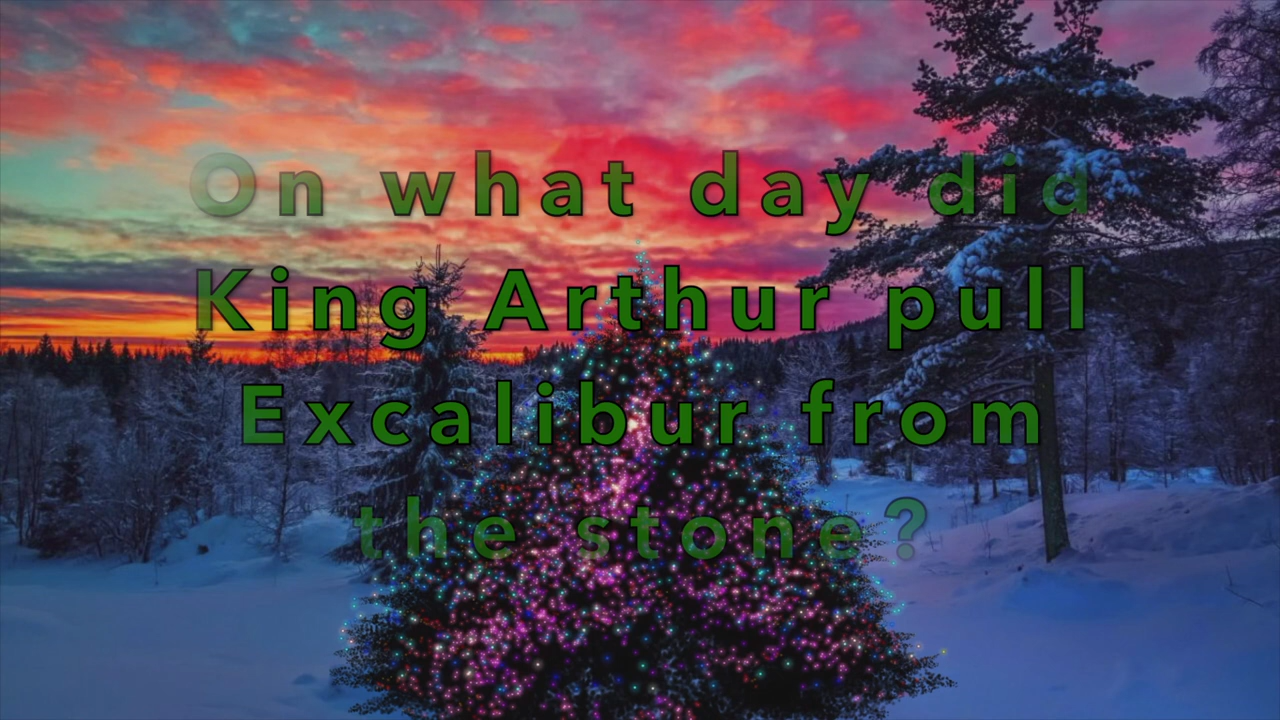 On what day did
King Arthur pull
Excalibur from
the stone?